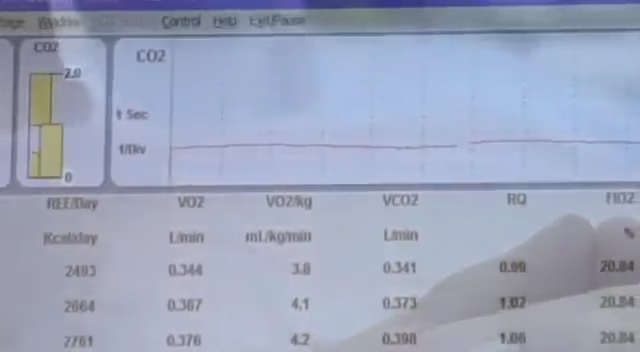 Window Control Help Exit/Pause
CO2
2.0
0
CO2
1 Sec
1/Div
REE/Day VO2 VO2/kg VCO2 RQ FIO2
Kcal/day L/min mL/kg/min L/min %
2493 0.344 3.8 0.341 0.99 20.84
2664 0.367 4.1 0.373 1.02 20.84
2761 0.376 4.2 0.398 1.06 20.84